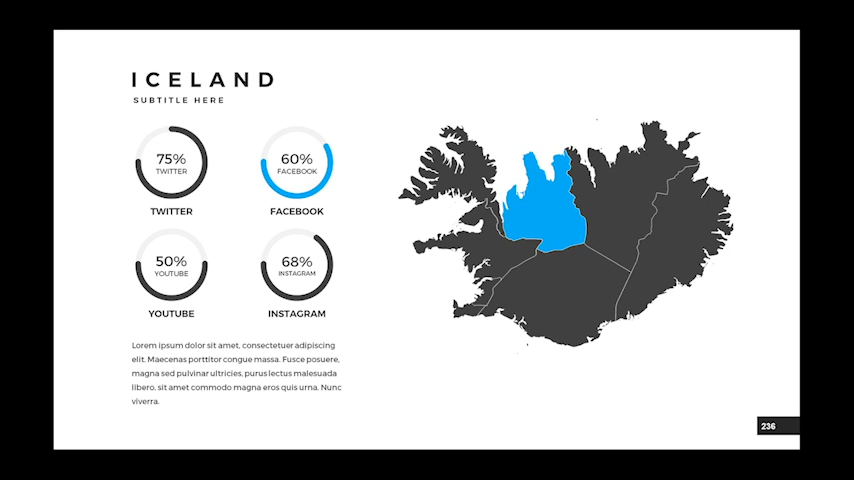 ICELAND
SUBTITLE HERE
75%
TWITTER
TWITTER
60%
FACEBOOK
FACEBOOK
50%
YOUTUBE
YOUTUBE
68%
INSTAGRAM
INSTAGRAM
Lorem ipsum dolor sit amet, consectetuer adipiscing
elit. Maecenas porttitor congue massa. Fusce posuere,
magna sed pulvinar ultricies, purus lectus malesuada
libero, sit amet commodo magna eros quis urna. Nunc
viverra.
236